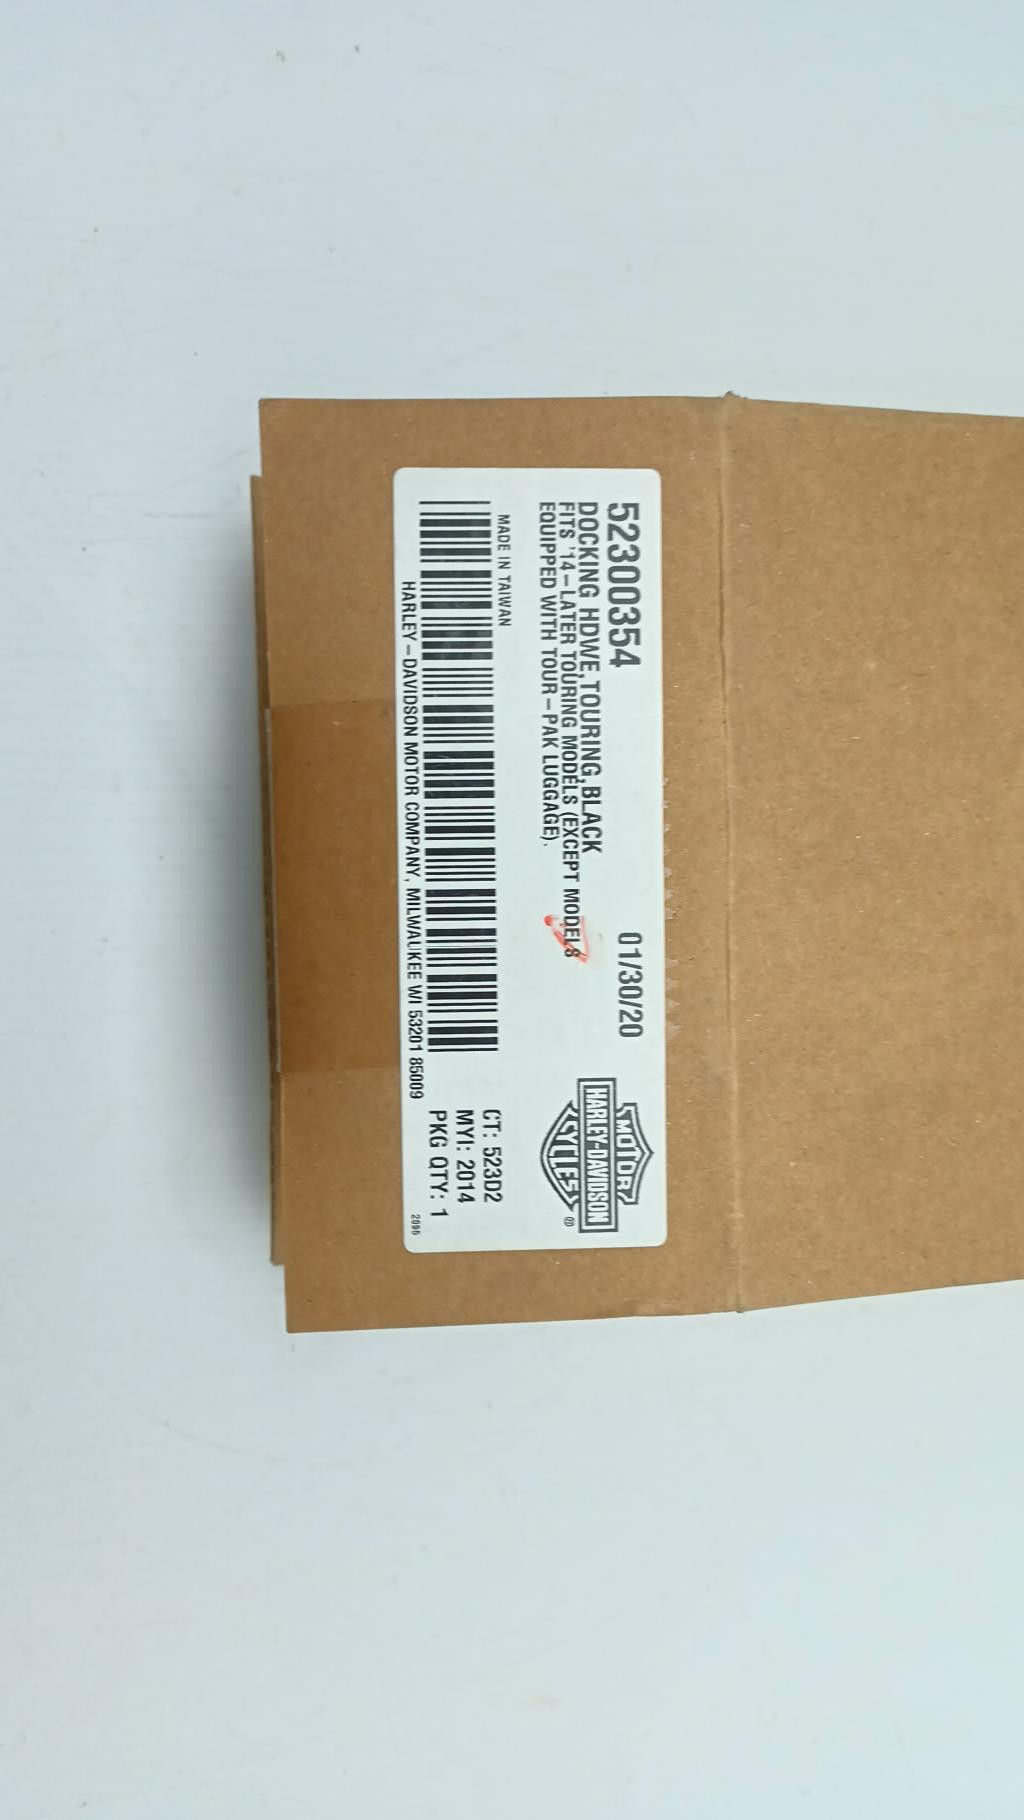 52300354
01/30/20
DOCKING HDWE,TOURING,BLACK
FITS '14-LATER TOURING MODELS (EXCEPT MODELS
EQUIPPED WITH TOUR-PAK LUGGAGE).
MOTOR
HARLEY-DAVIDSON
CYCLES
®
MADE IN TAIWAN
CT: 523D2
MYI: 2014
PKG QTY: 1
HARLEY-DAVIDSON MOTOR COMPANY, MILWAUKEE WI 53201 85009